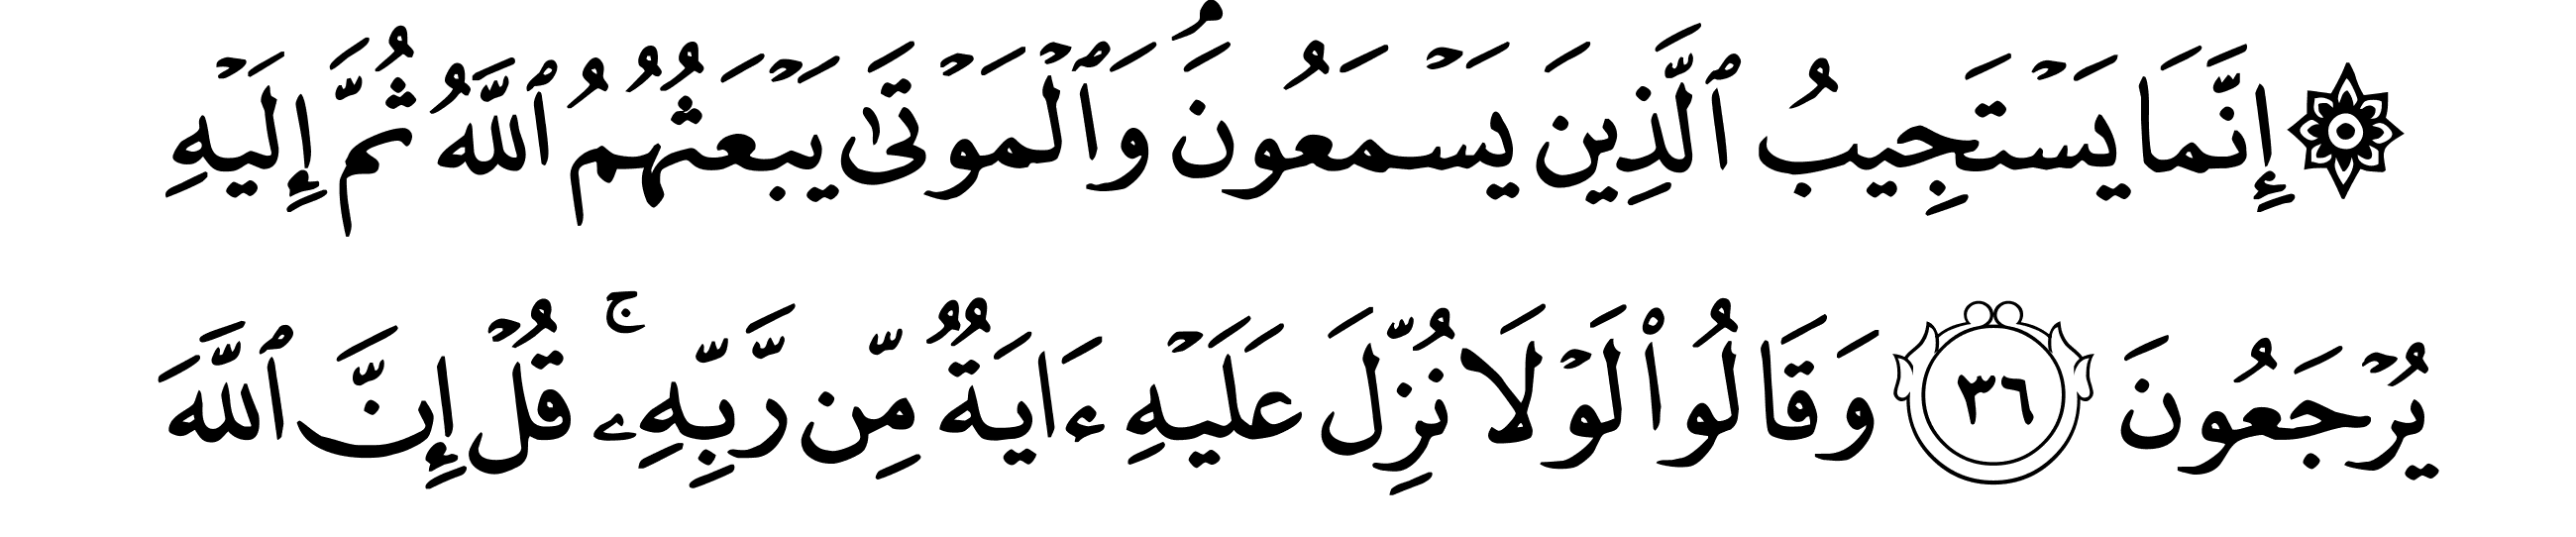 ۞ إِنَّمَا يَسۡتَجِيبُ ٱلَّذِينَ يَسۡمَعُونَۘ وَٱلۡمَوۡتَىٰ يَبۡعَثُهُمُ ٱللَّهُ ثُمَّ إِلَيۡهِ
يُرۡجَعُونَ ٣٦ وَقَالُواْ لَوۡلَا نُزِّلَ عَلَيۡهِ ءَايَةٞ مِّن رَّبِّهِۦۚ قُلۡ إِنَّ ٱللَّهَ